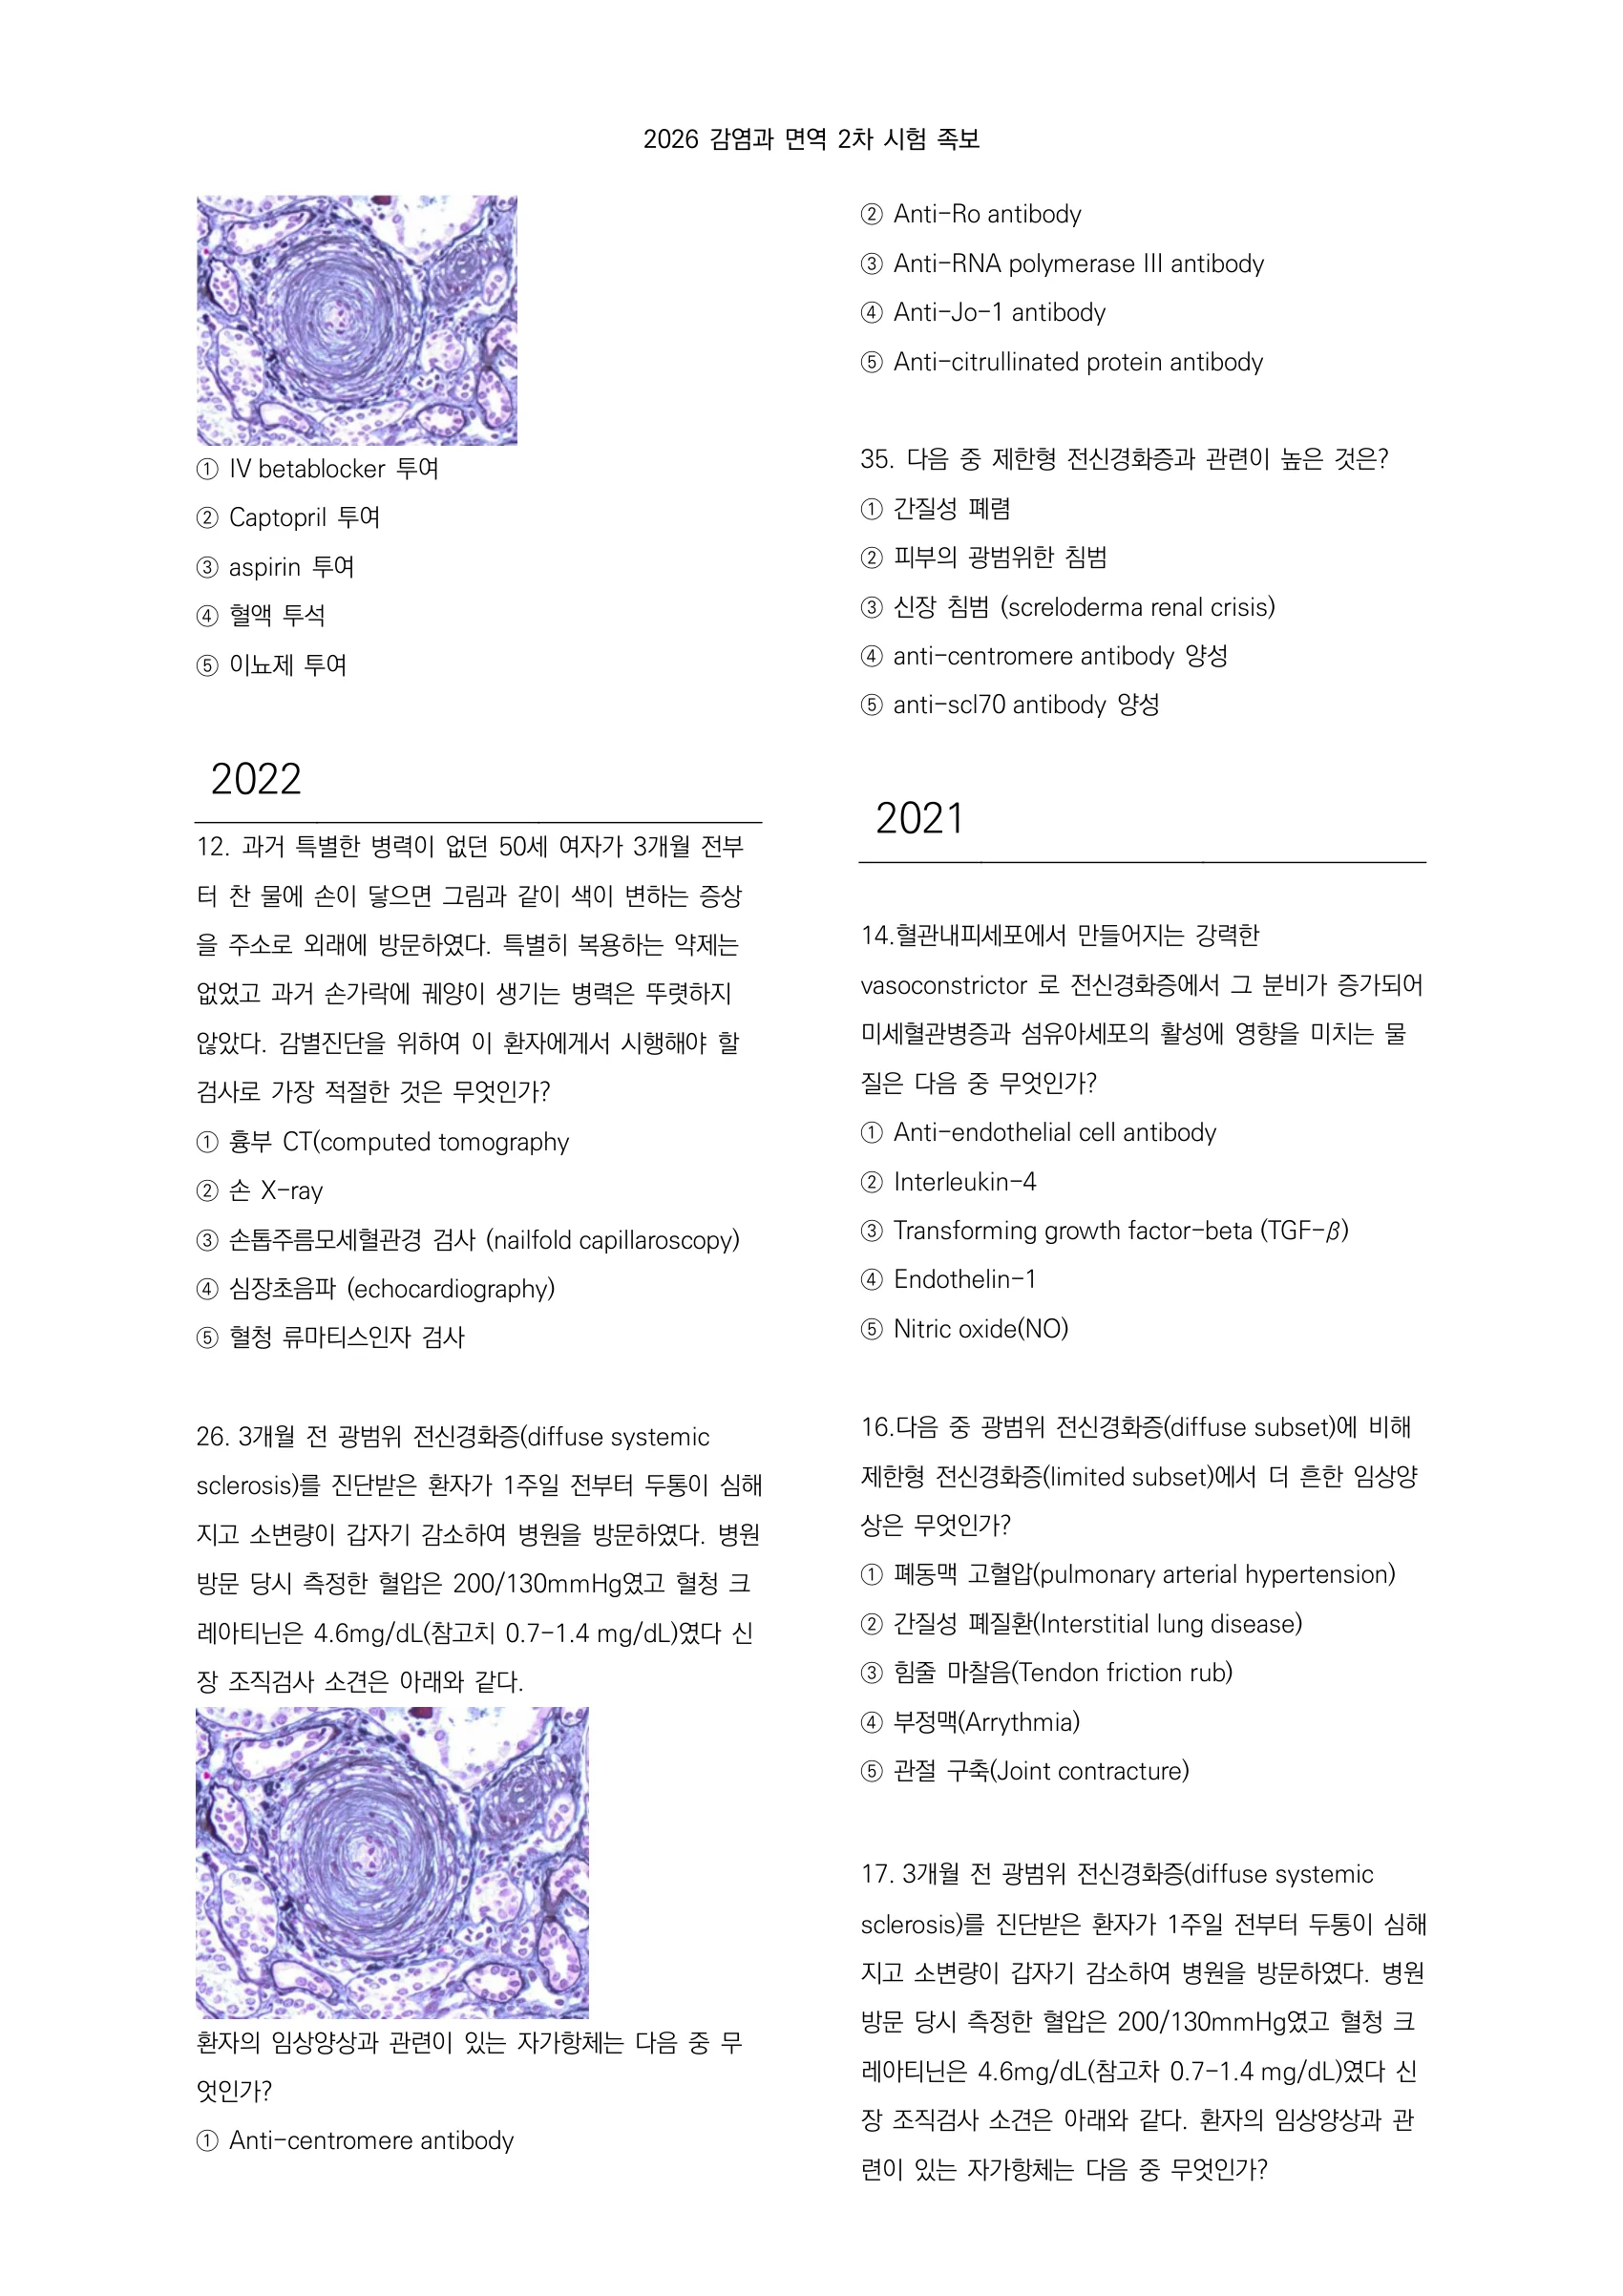 2026 감염과 면역 2차 시험 족보
① IV betablocker 투여
② Captopril 투여
③ aspirin 투여
④ 혈액 투석
⑤ 이뇨제 투여
2022
12. 과거 특별한 병력이 없던 50세 여자가 3개월 전부
터 찬 물에 손이 닿으면 그림과 같이 색이 변하는 증상
을 주소로 외래에 방문하였다. 특별히 복용하는 약제는
없었고 과거 손가락에 궤양이 생기는 병력은 뚜렷하지
않았다. 감별진단을 위하여 이 환자에게서 시행해야 할
검사로 가장 적절한 것은 무엇인가?
① 흉부 CT(computed tomography
② 손 X-ray
③ 손톱주름모세혈관경 검사 (nailfold capillaroscopy)
④ 심장초음파 (echocardiography)
⑤ 혈청 류마티스인자 검사
26. 3개월 전 광범위 전신경화증(diffuse systemic
sclerosis)를 진단받은 환자가 1주일 전부터 두통이 심해
지고 소변량이 갑자기 감소하여 병원을 방문하였다. 병원
방문 당시 측정한 혈압은 200/130mmHg였고 혈청 크
레아티닌은 4.6mg/dL(참고치 0.7-1.4 mg/dL)였다 신
장 조직검사 소견은 아래와 같다.
환자의 임상양상과 관련이 있는 자가항체는 다음 중 무
엇인가?
① Anti-centromere antibody
② Anti-Ro antibody
③ Anti-RNA polymerase III antibody
④ Anti-Jo-1 antibody
⑤ Anti-citrullinated protein antibody
35. 다음 중 제한형 전신경화증과 관련이 높은 것은?
① 간질성 폐렴
② 피부의 광범위한 침범
③ 신장 침범 (screloderma renal crisis)
④ anti-centromere antibody 양성
⑤ anti-scl70 antibody 양성
2021
14.혈관내피세포에서 만들어지는 강력한
vasoconstrictor 로 전신경화증에서 그 분비가 증가되어
미세혈관병증과 섬유아세포의 활성에 영향을 미치는 물
질은 다음 중 무엇인가?
① Anti-endothelial cell antibody
② Interleukin-4
③ Transforming growth factor-beta (TGF-β)
④ Endothelin-1
⑤ Nitric oxide(NO)
16.다음 중 광범위 전신경화증(diffuse subset)에 비해
제한형 전신경화증(limited subset)에서 더 흔한 임상양
상은 무엇인가?
① 폐동맥 고혈압(pulmonary arterial hypertension)
② 간질성 폐질환(Interstitial lung disease)
③ 힘줄 마찰음(Tendon friction rub)
④ 부정맥(Arrythmia)
⑤ 관절 구축(Joint contracture)
17. 3개월 전 광범위 전신경화증(diffuse systemic
sclerosis)를 진단받은 환자가 1주일 전부터 두통이 심해
지고 소변량이 갑자기 감소하여 병원을 방문하였다. 병원
방문 당시 측정한 혈압은 200/130mmHg였고 혈청 크
레아티닌은 4.6mg/dL(참고차 0.7-1.4 mg/dL)였다 신
장 조직검사 소견은 아래와 같다. 환자의 임상양상과 관
련이 있는 자가항체는 다음 중 무엇인가?